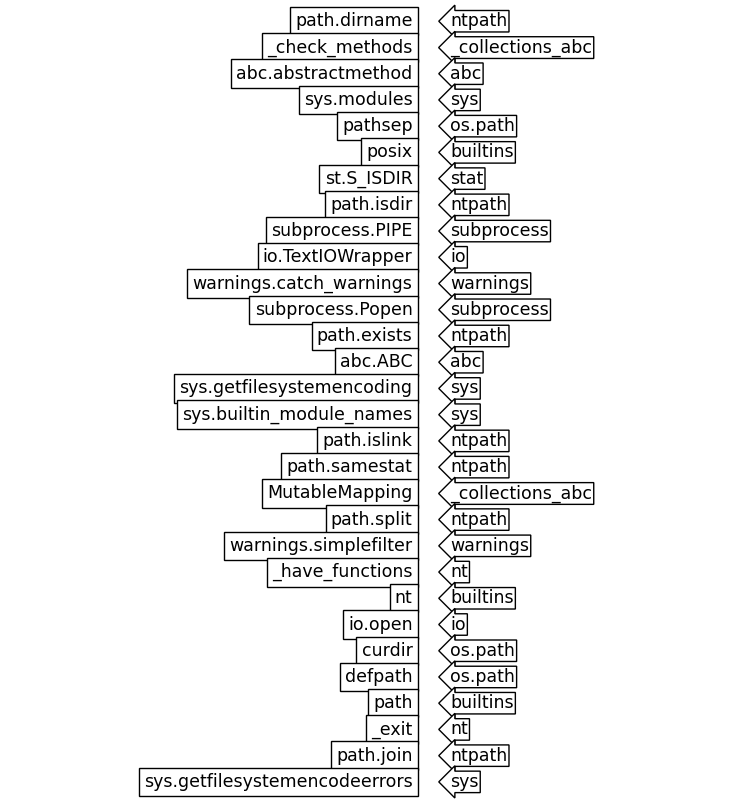 path.dirname ntpath
_check_methods _collections_abc
abc.abstractmethod abc
sys.modules sys
pathsep os.path
posix builtins
st.S_ISDIR stat
path.isdir ntpath
subprocess.PIPE subprocess
io.TextIOWrapper io
warnings.catch_warnings warnings
subprocess.Popen subprocess
path.exists ntpath
abc.ABC abc
sys.getfilesystemencoding sys
sys.builtin_module_names sys
path.islink ntpath
path.samestat ntpath
MutableMapping _collections_abc
path.split ntpath
warnings.simplefilter warnings
_have_functions nt
nt builtins
io.open io
curdir os.path
defpath os.path
path builtins
_exit nt
path.join ntpath
sys.getfilesystemencodeerrors sys